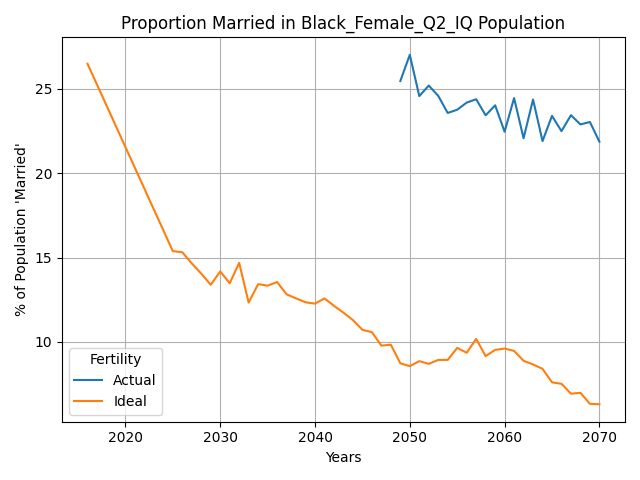 Proportion Married in Black_Female_Q2_IQ Population
% of Population 'Married'
25
20
15
10
Fertility
Actual
Ideal
2020 2030 2040 2050 2060 2070
Years